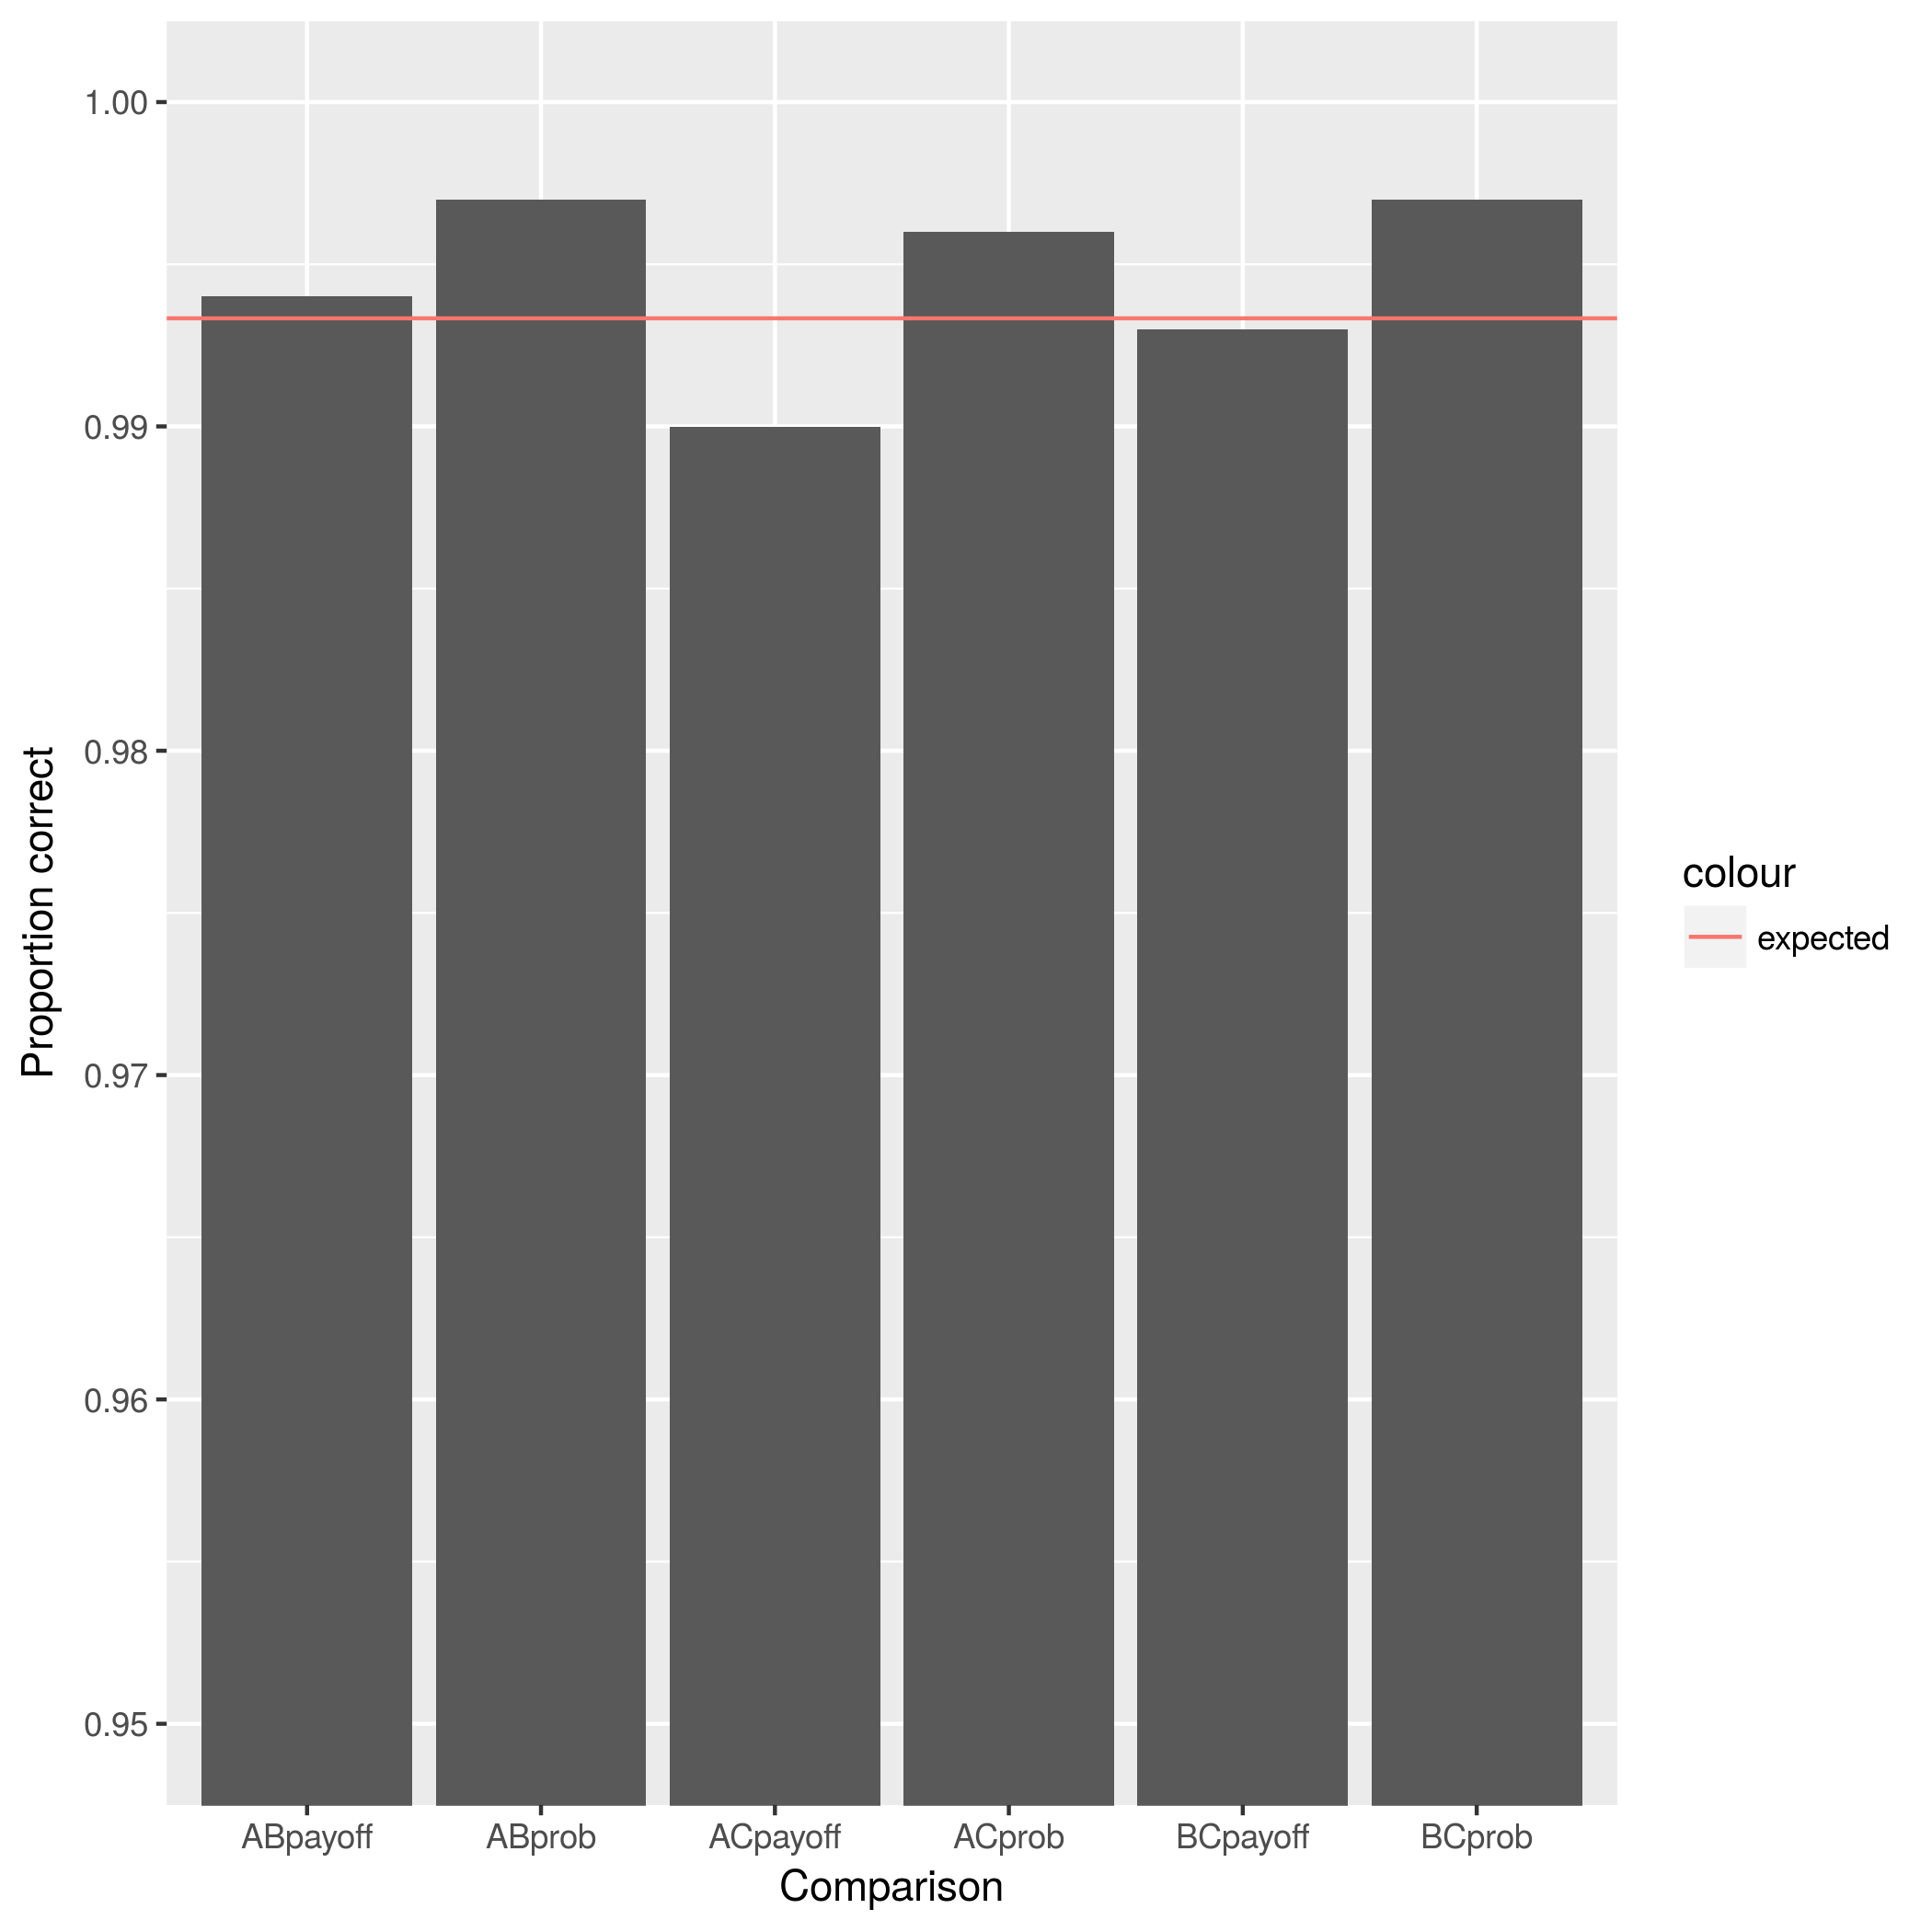 1.00
0.99
0.98
0.97
0.96
0.95
Proportion correct
ABpayoff ABprob ACpayoff ACprob BCpayoff BCprob
Comparison
colour
expected